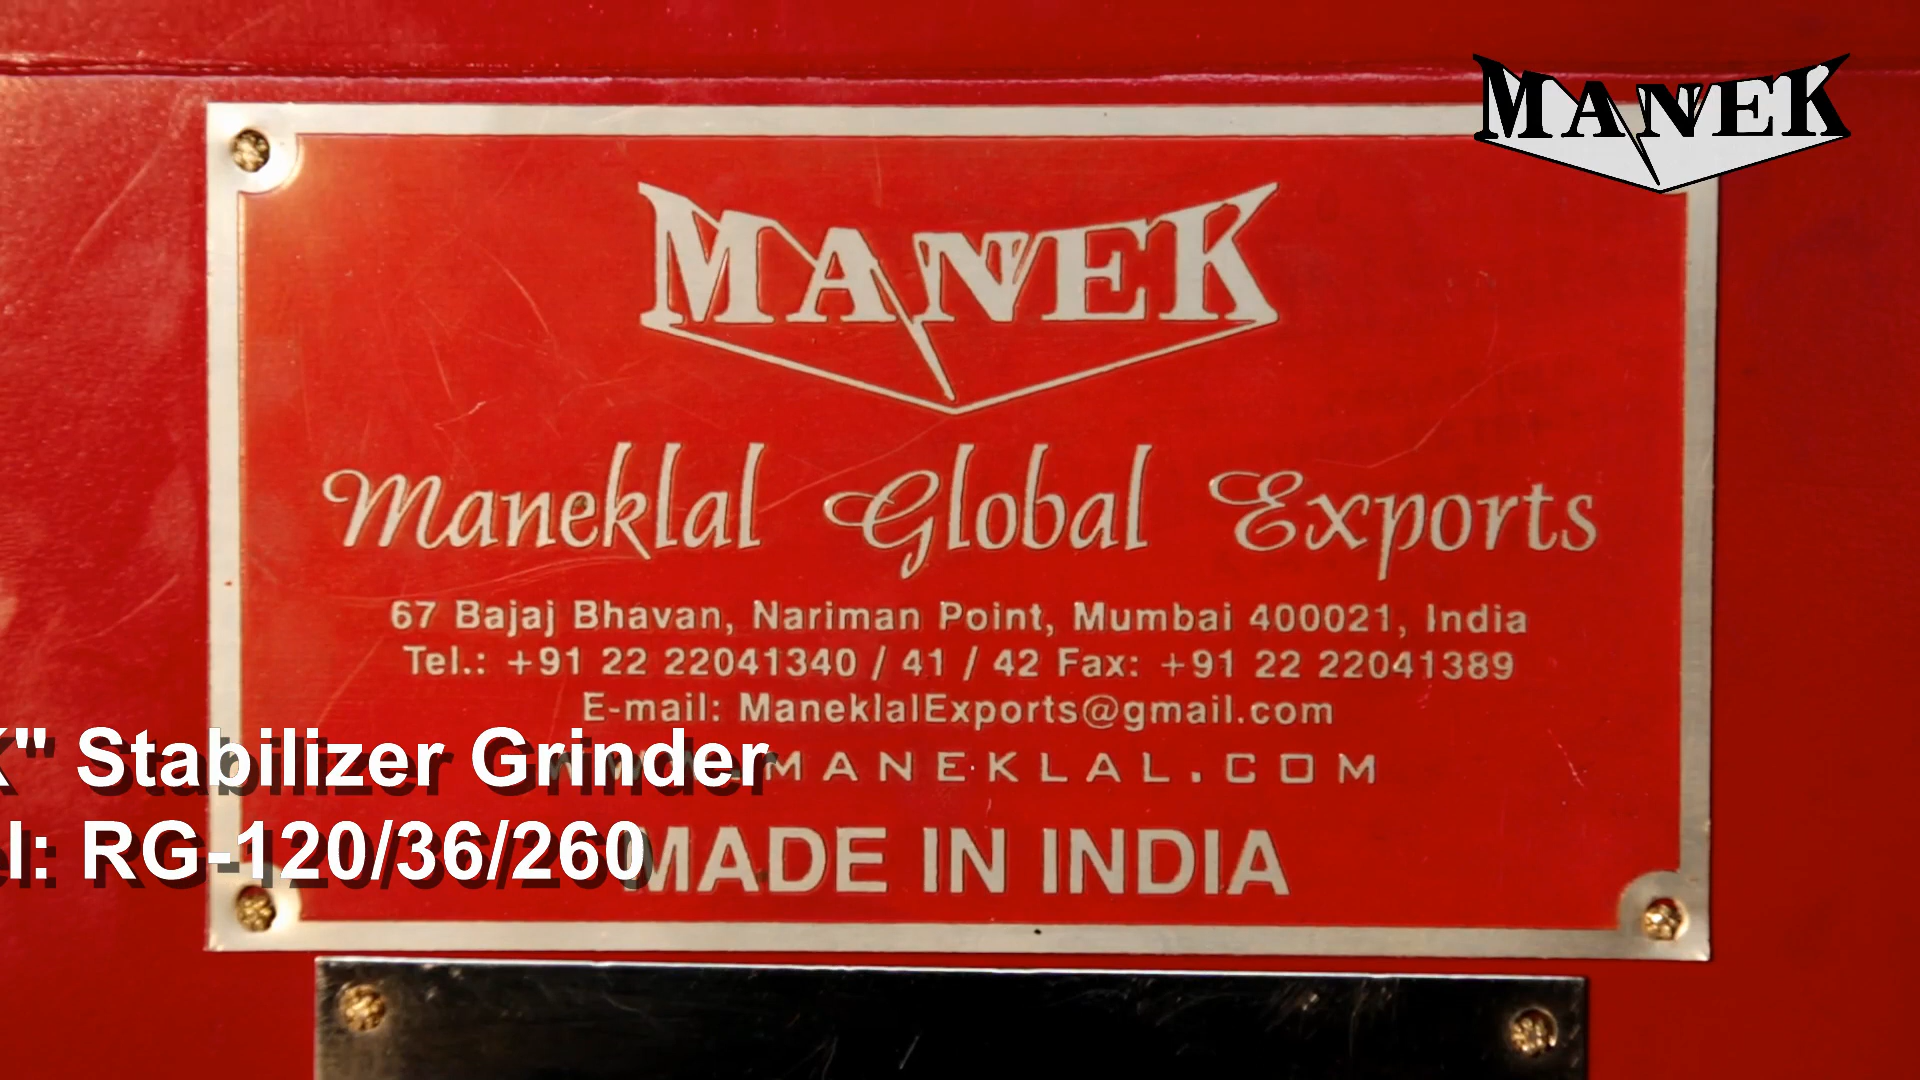 MANEK
MANEK
Maneklal Global Exports
67 Bajaj Bhavan, Nariman Point, Mumbai 400021, India
Tel.: +91 22 22041340 / 41 / 42 Fax: +91 22 22041389
E-mail: ManeklalExports@gmail.com
K" Stabilizer Grinder
.MANEKLAL.COM
l: RG-120/36/260
MADE IN INDIA